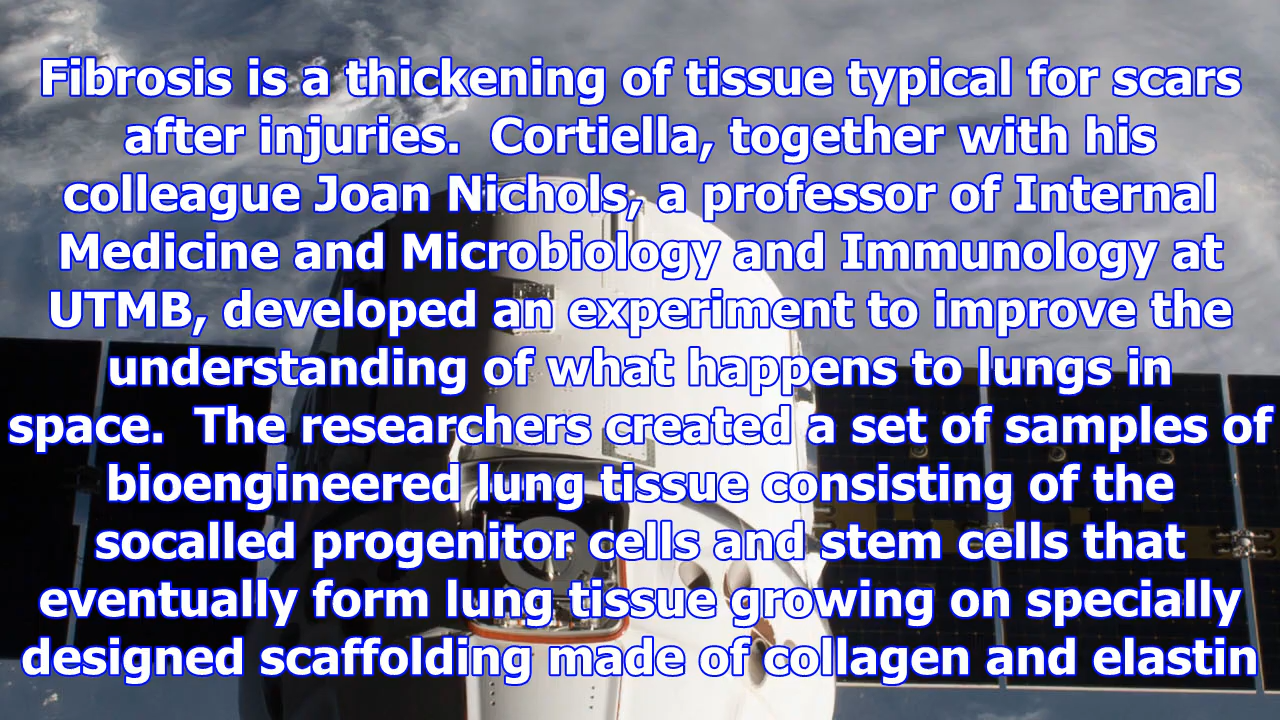 Fibrosis is a thickening of tissue typical for scars
after injuries.  Cortiella, together with his
colleague Joan Nichols, a professor of Internal
Medicine and Microbiology and Immunology at
UTMB, developed an experiment to improve the
understanding of what happens to lungs in
space.  The researchers created a set of samples of
bioengineered lung tissue consisting of the
socalled progenitor cells and stem cells that
eventually form lung tissue growing on specially
designed scaffolding made of collagen and elastin